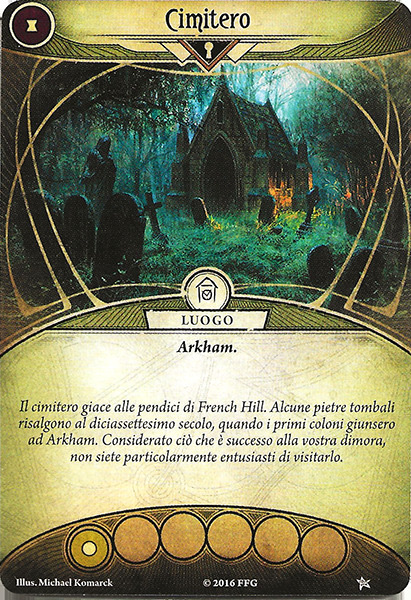 Cimitero
LUOGO
Arkham.
Il cimitero giace alle pendici di French Hill. Alcune pietre tombali
risalgono al diciassettesimo secolo, quando i primi coloni giunsero
ad Arkham. Considerato ciò che è successo alla vostra dimora,
non siete particolarmente entusiasti di visitarlo.
Illus. Michael Komarck
© 2016 FFG